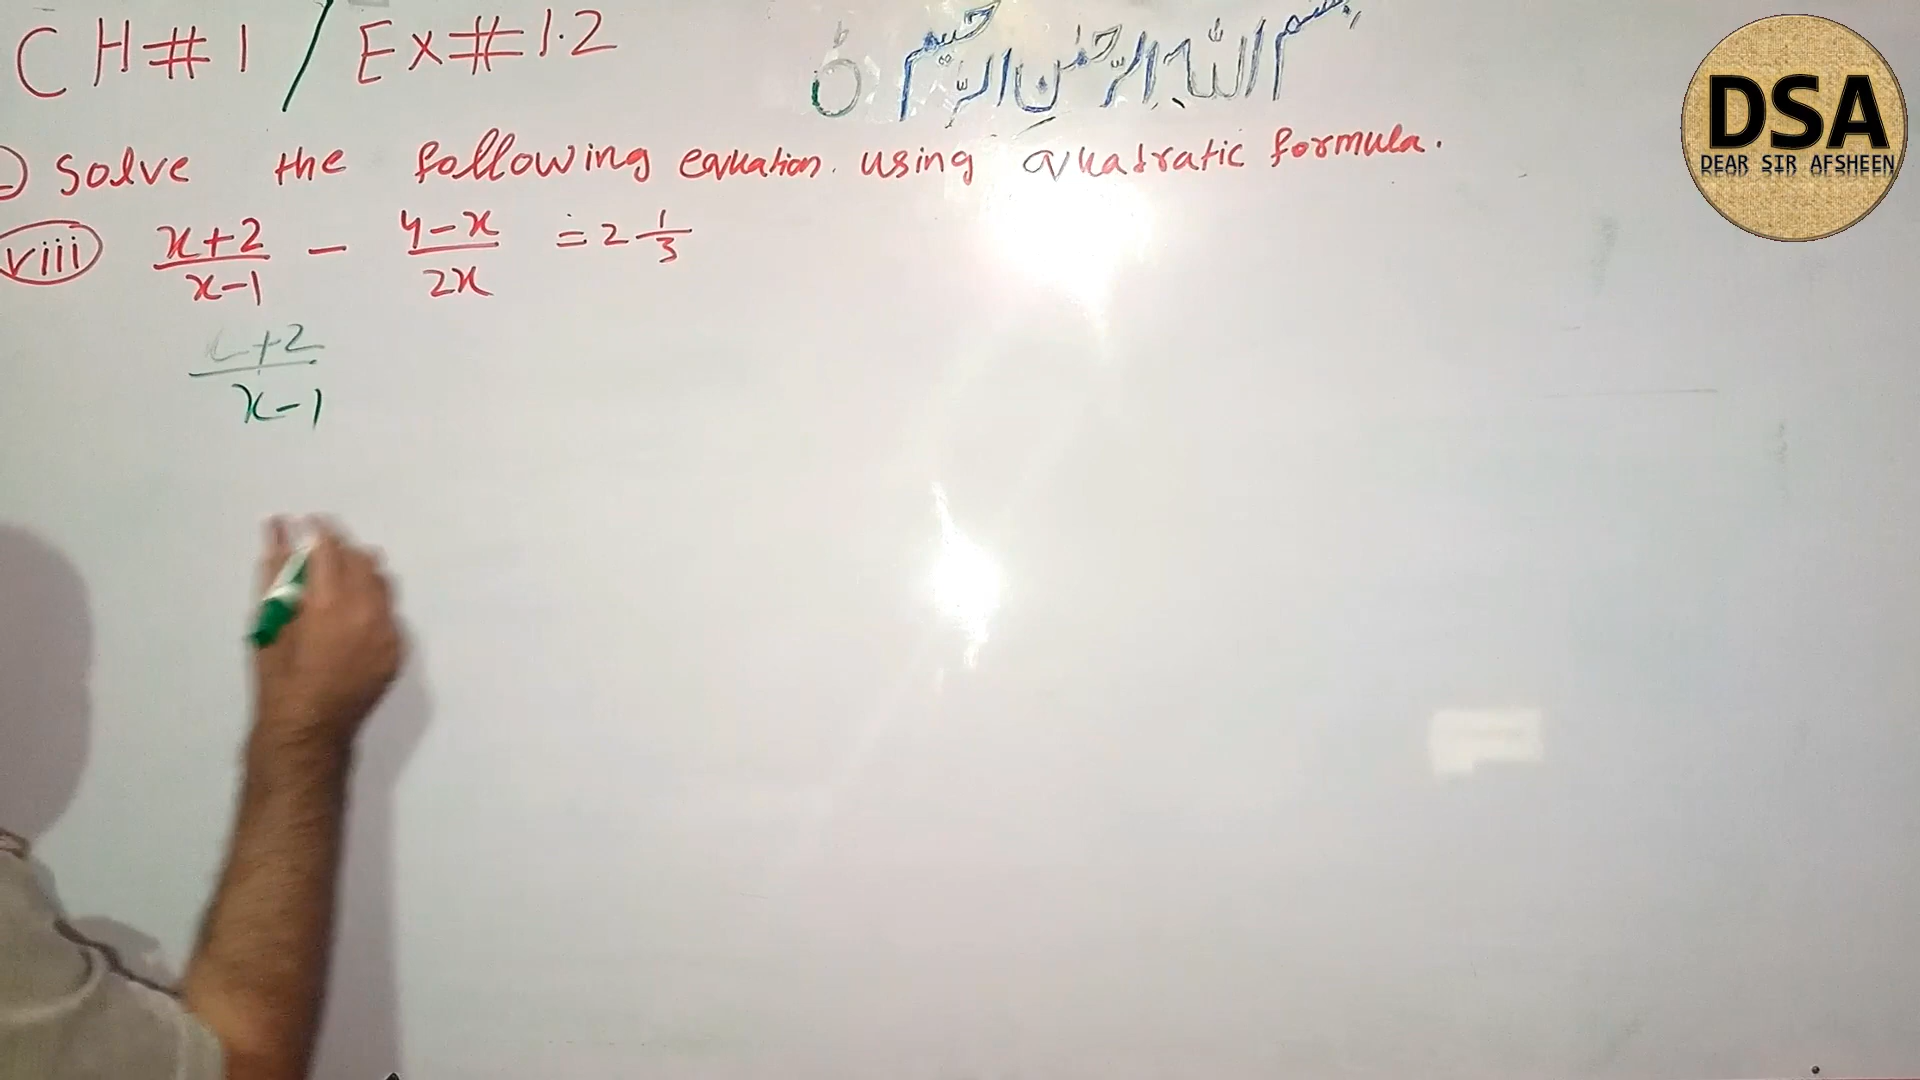 CH#1 / Ex#1.2
بسم اللہ الرحمٰن الرحیم
DSA
DEAR SIR AFSHEEN
Solve the following equation. using quadratic formula.
viii (x+2)/(x-1) - (4-x)/(2x) = 2 1/3
x+2
x-1